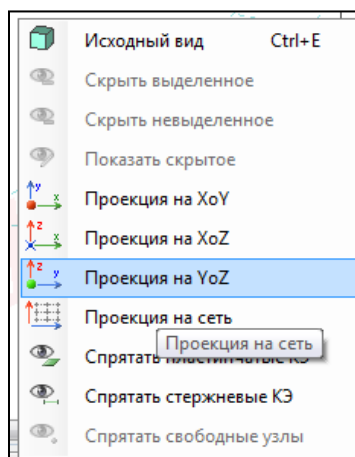 Исходный вид Ctrl+E
Скрыть выделенное
Скрыть невыделенное
Показать скрытое
y x Проекция на XoY
z x Проекция на XoZ
z y Проекция на YoZ
Проекция на сеть
Проекция на сеть
Спрятать пластинчатые КЭ
Спрятать стержневые КЭ
Спрятать свободные узлы